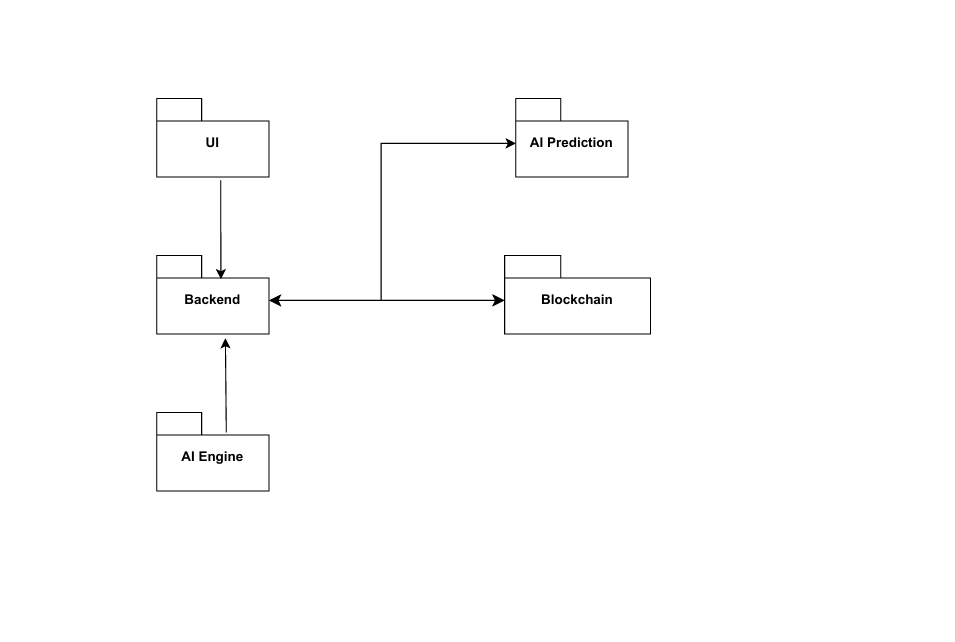 UI
AI Prediction
Backend
Blockchain
AI Engine